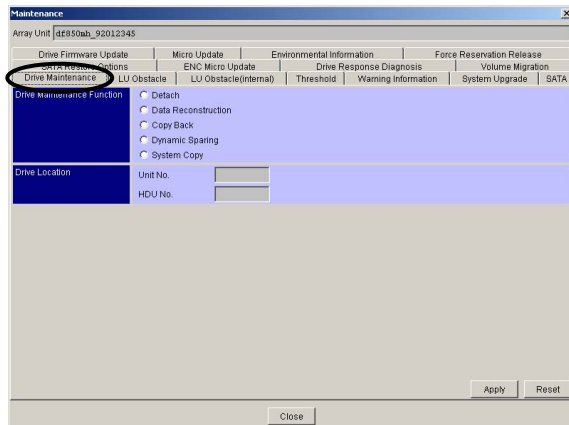 Maintenance
Array Unit df850mh_92012345
Drive Firmware Update Micro Update Environmental Information Force Reservation Release
SATA Restore Options ENC Micro Update Drive Response Diagnosis Volume Migration
Drive Maintenance LU Obstacle LU Obstacle(internal) Threshold Warning Information System Upgrade SATA
Drive Maintenance Function
Detach
Data Reconstruction
Copy Back
Dynamic Sparing
System Copy
Drive Location
Unit No.
HDU No.
Apply Reset
Close